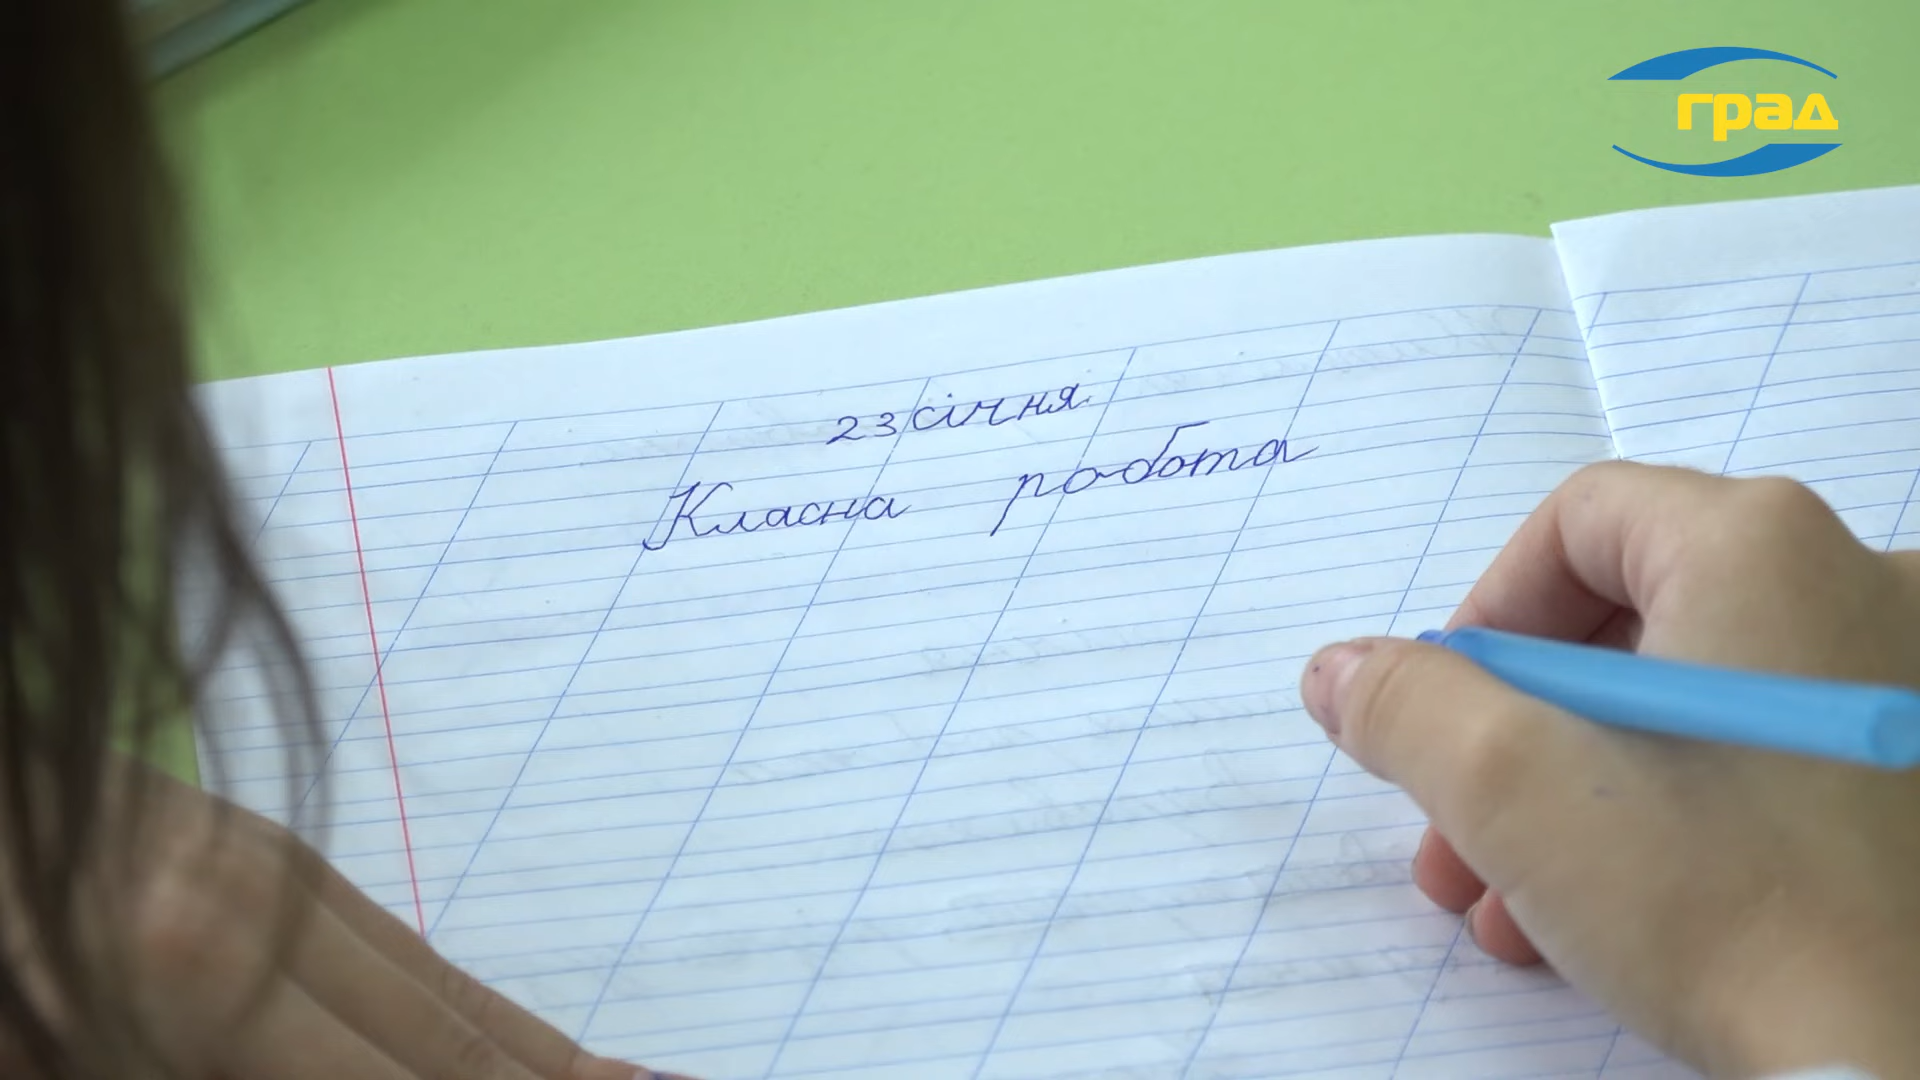 град
23 січня
Класна робота